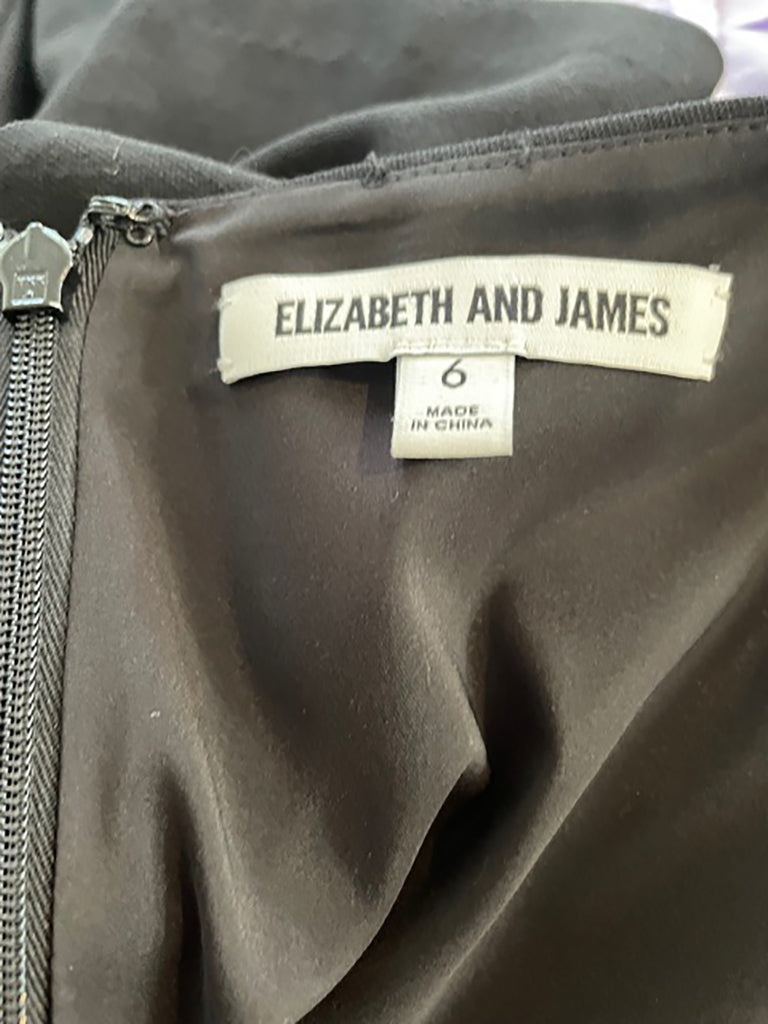 ELIZABETH AND JAMES
6
MADE
IN CHINA